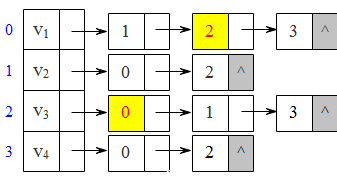 0 v₁ 1 2 3 ^
1 v₂ 0 2 ^
2 v₃ 0 1 3 ^
3 v₄ 0 2 ^